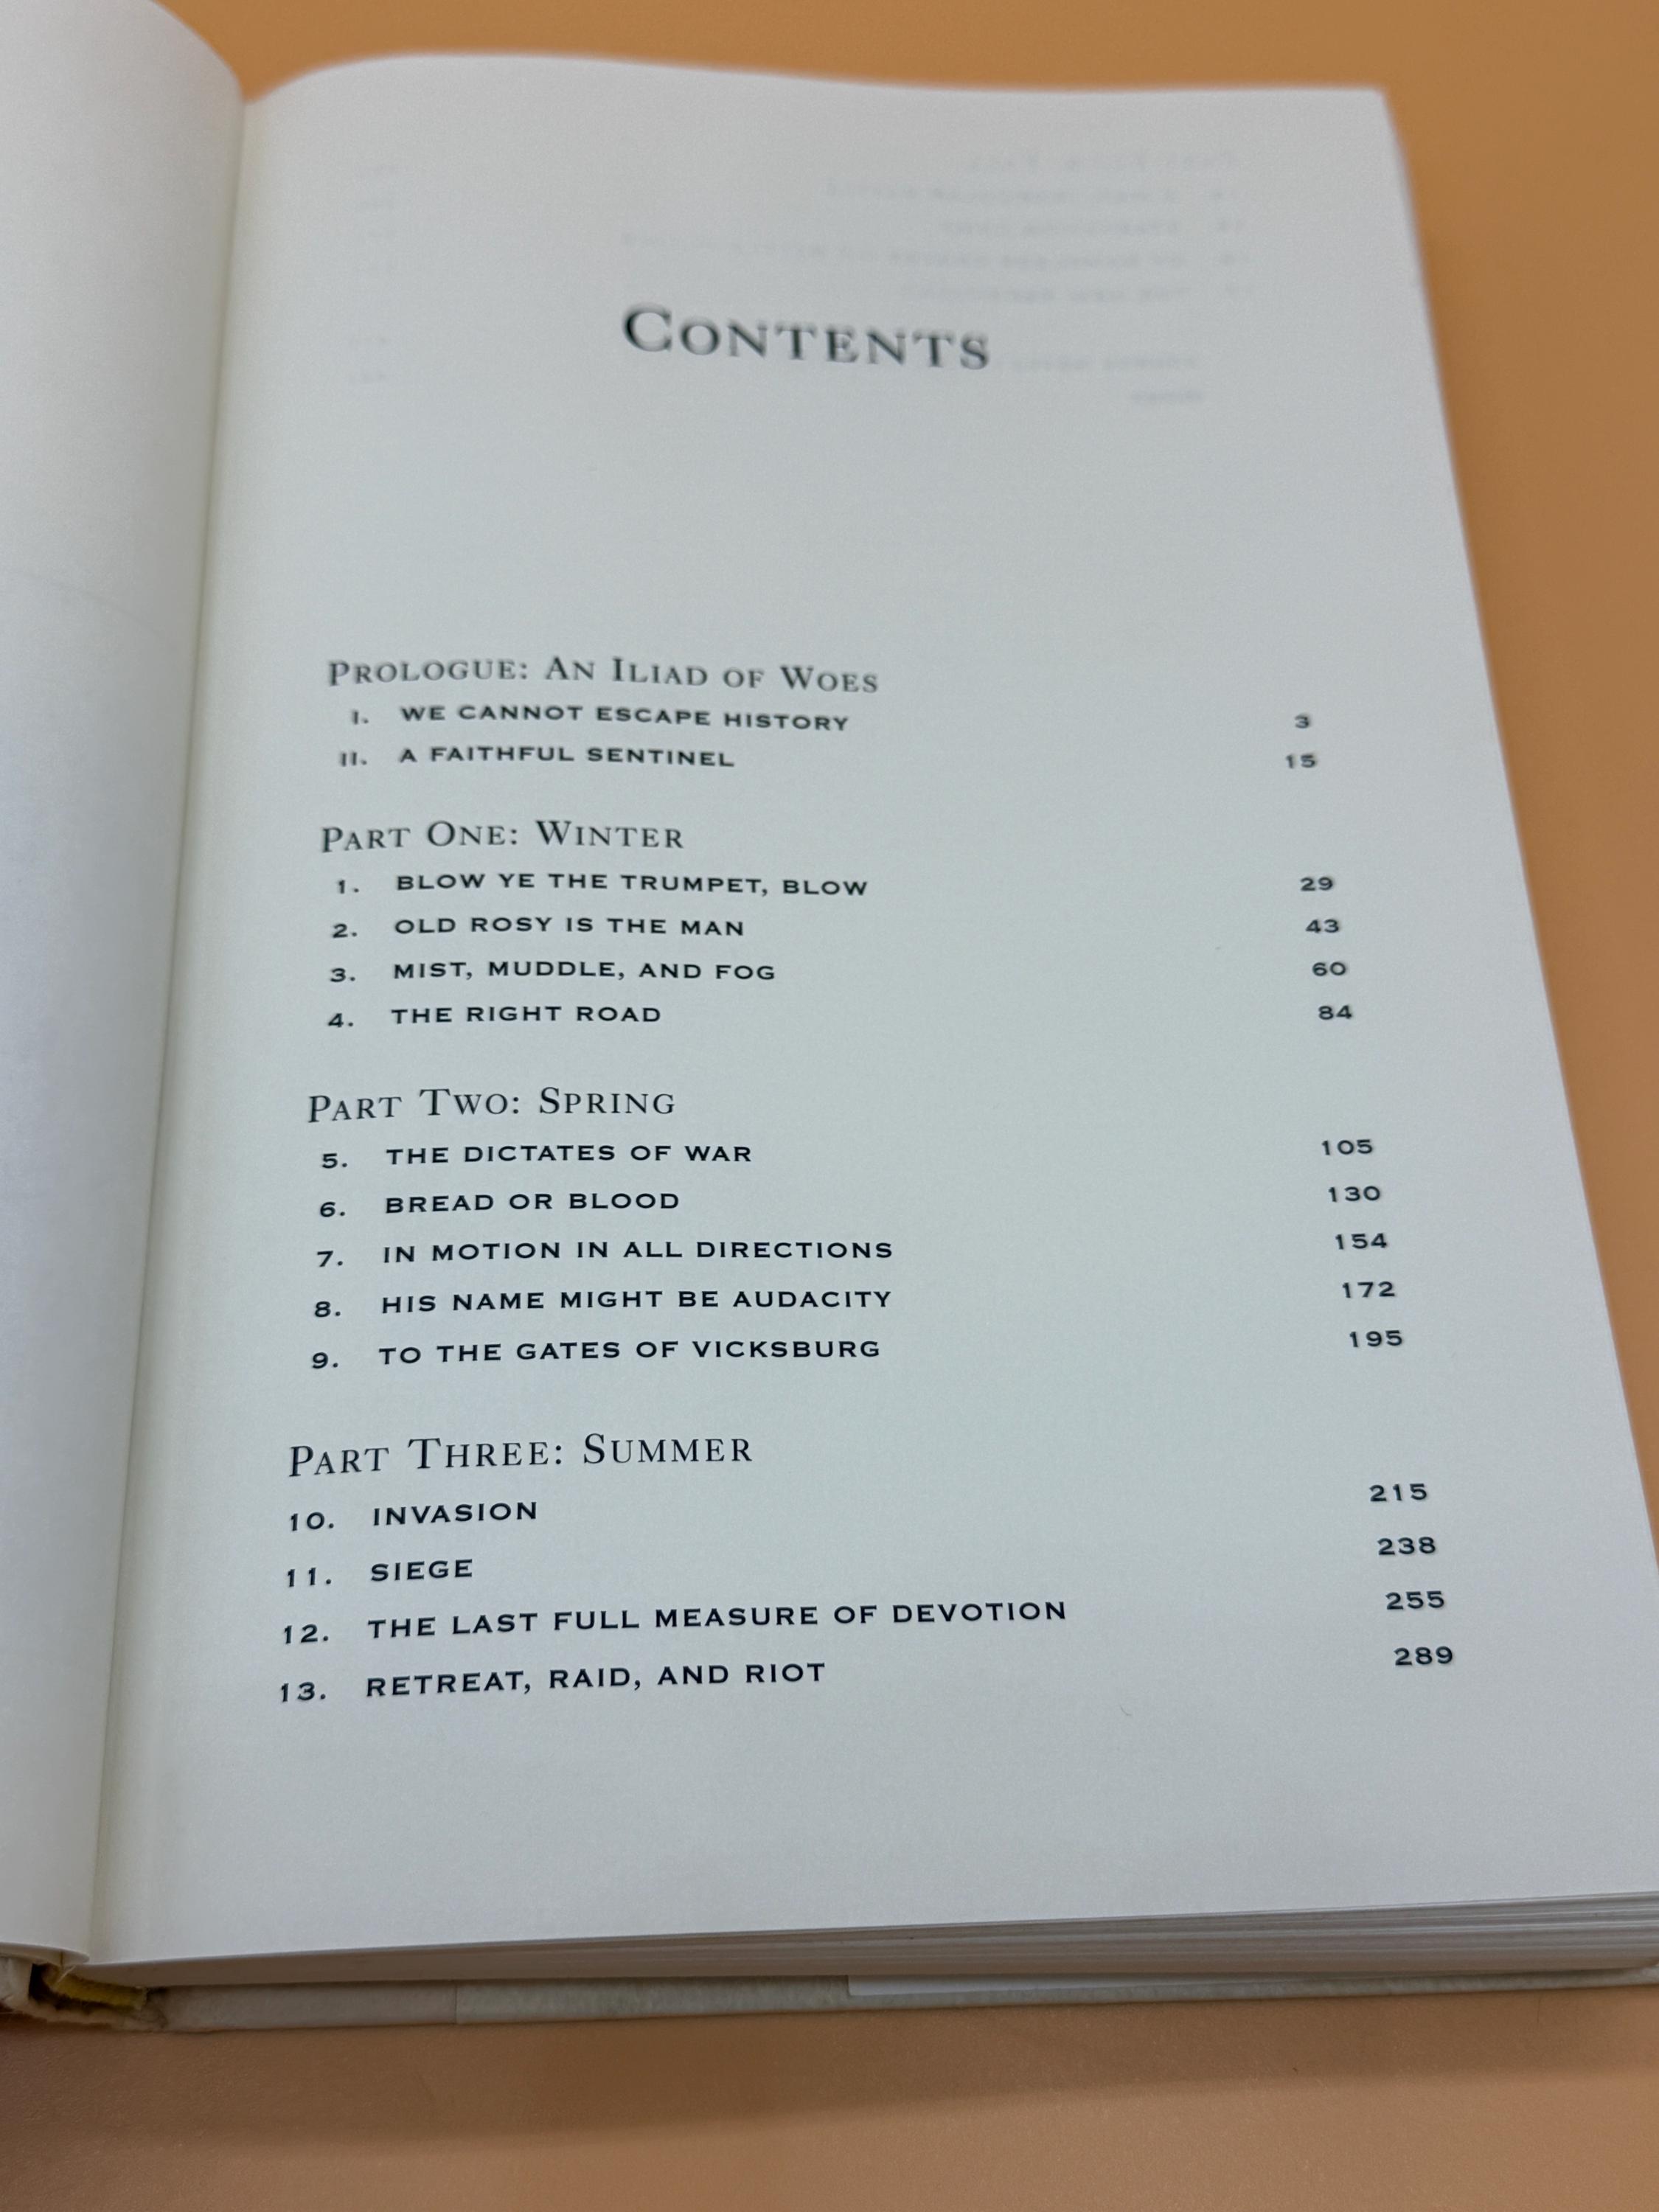 CONTENTS
PROLOGUE: AN ILIAD OF WOES
I. WE CANNOT ESCAPE HISTORY 3
II. A FAITHFUL SENTINEL 15
PART ONE: WINTER
1. BLOW YE THE TRUMPET, BLOW 29
2. OLD ROSY IS THE MAN 43
3. MIST, MUDDLE, AND FOG 60
4. THE RIGHT ROAD 84
PART TWO: SPRING
5. THE DICTATES OF WAR 105
6. BREAD OR BLOOD 130
7. IN MOTION IN ALL DIRECTIONS 154
8. HIS NAME MIGHT BE AUDACITY 172
9. TO THE GATES OF VICKSBURG 195
PART THREE: SUMMER
10. INVASION 215
11. SIEGE 238
12. THE LAST FULL MEASURE OF DEVOTION 255
13. RETREAT, RAID, AND RIOT 289